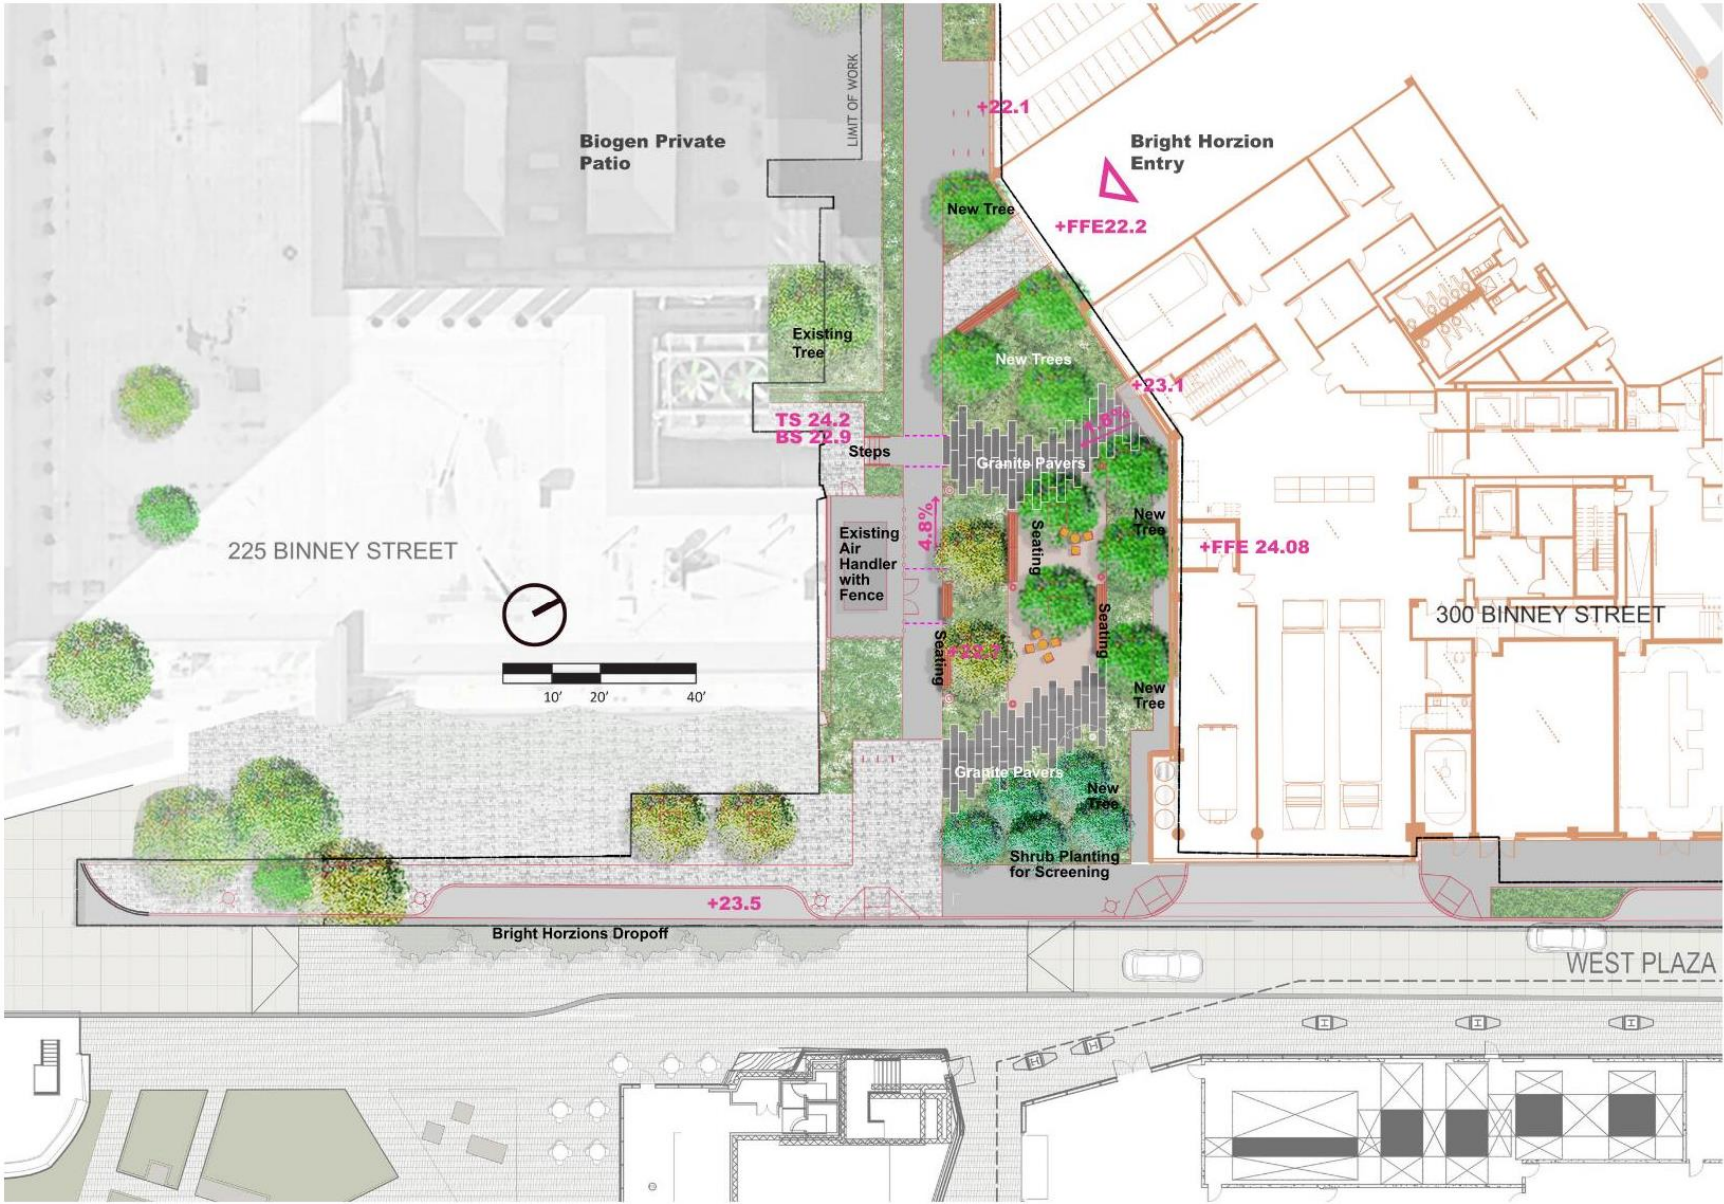 LIMIT OF WORK
+22.1
Biogen Private
Patio
Bright Horzion
Entry
New Tree
+FFE22.2
Existing
Tree
New Trees
+23.1
1.8%
TS 24.2
BS 22.9
Steps
Granite Pavers
4.8%
New
Tree
Existing
Air
Handler
with
Fence
Seating
225 BINNEY STREET
+FFE 24.08
300 BINNEY STREET
Seating
Seating
10'
20'
40'
New
Tree
Granite Pavers
New
Tree
Shrub Planting
for Screening
+23.5
Bright Horzions Dropoff
WEST PLAZA
H
H
H
H
H